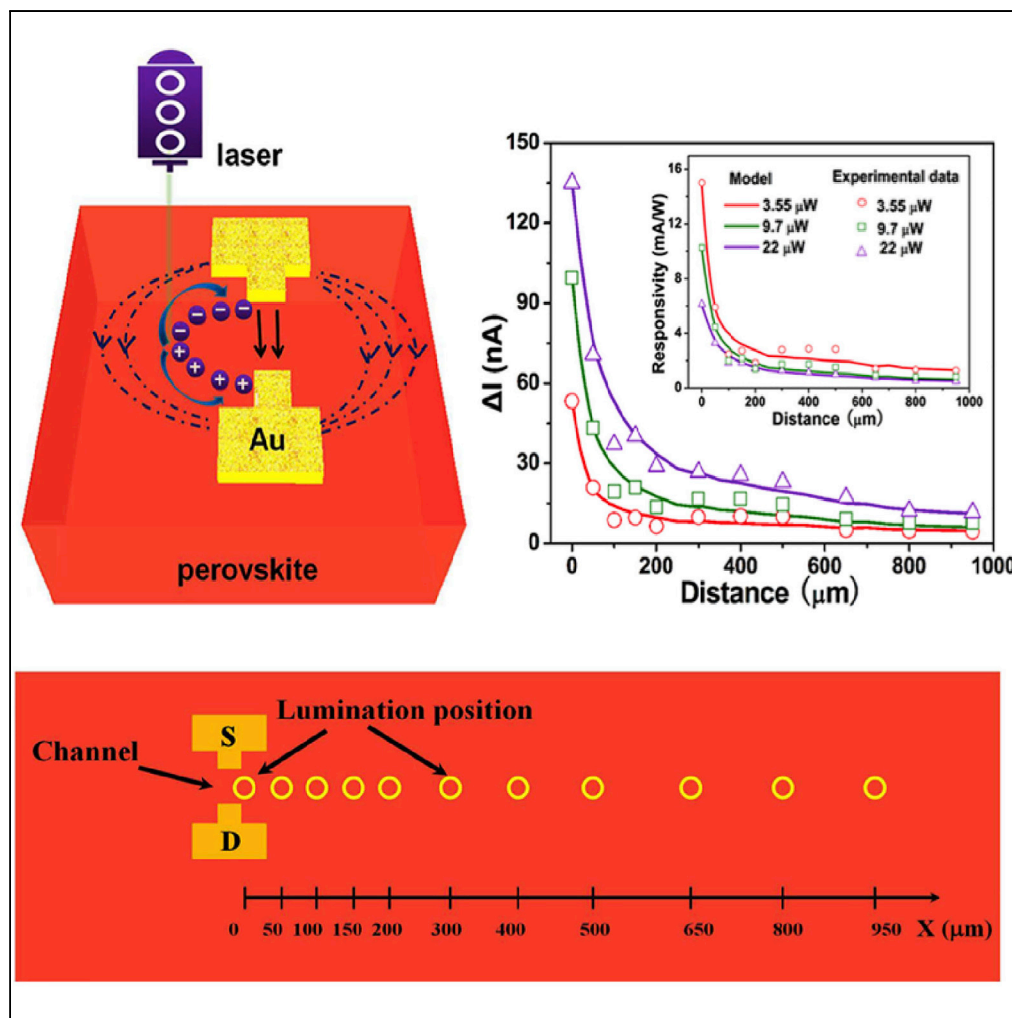 laser
Au
perovskite
− − − −
+ + + +
150
120
90
60
30
0
ΔI (nA)
0 200 400 600 800 1000
Distance (μm)
16
12
8
4
0
Responsivity (mA/W)
Model Experimental data
3.55 μW 3.55 μW
9.7 μW 9.7 μW
22 μW 22 μW
0 200 400 600 800 1000
Distance (μm)
Lumination position
Channel
S
D
0 50 100 150 200 300 400 500 650 800 950 X (μm)